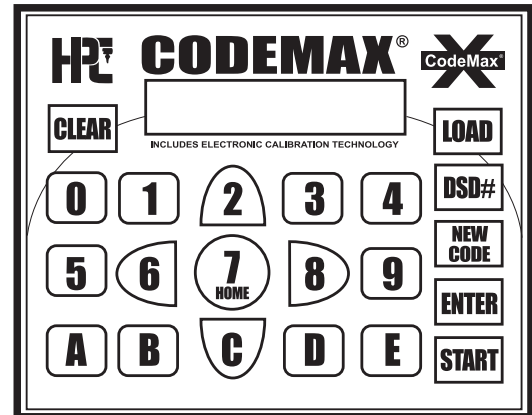 HPC CODEMAX® CodeMax®
CLEAR
INCLUDES ELECTRONIC CALIBRATION TECHNOLOGY
LOAD
0 1 2 3 4 DSD#
5 6 7 8 9
HOME
NEW
CODE
ENTER
A B C D E START